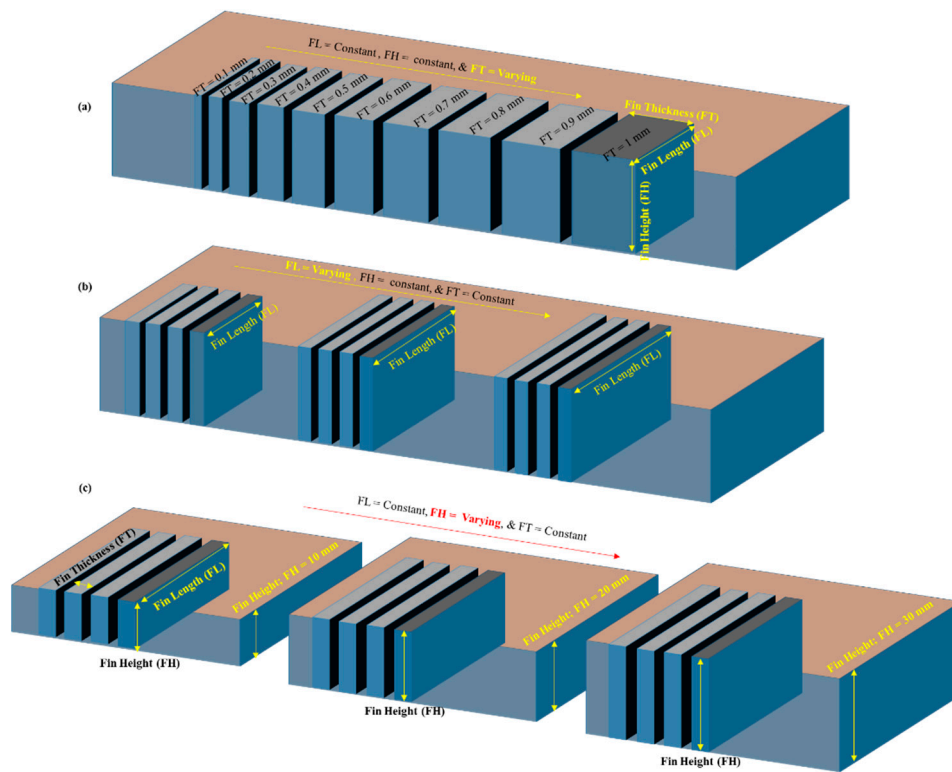 FL = Constant , FH = constant, & FT = Varying
(a)
FT = 0.1 mm
FT = 0.2 mm
FT = 0.3 mm
FT = 0.4 mm
FT = 0.5 mm
FT = 0.6 mm
FT = 0.7 mm
FT = 0.8 mm
FT = 0.9 mm
FT = 1 mm
Fin Thickness (FT)
Fin Length (FL)
Fin Height (FH)
(b)
FL = Varying, FH = constant, & FT = Constant
Fin Length (FL)
Fin Length (FL)
Fin Length (FL)
(c)
FL = Constant, FH = Varying, & FT = Constant
Fin Thickness (FT)
Fin Length (FL)
Fin Height; FH = 10 mm
Fin Height (FH)
Fin Height; FH = 20 mm
Fin Height (FH)
Fin Height; FH = 30 mm
Fin Height (FH)